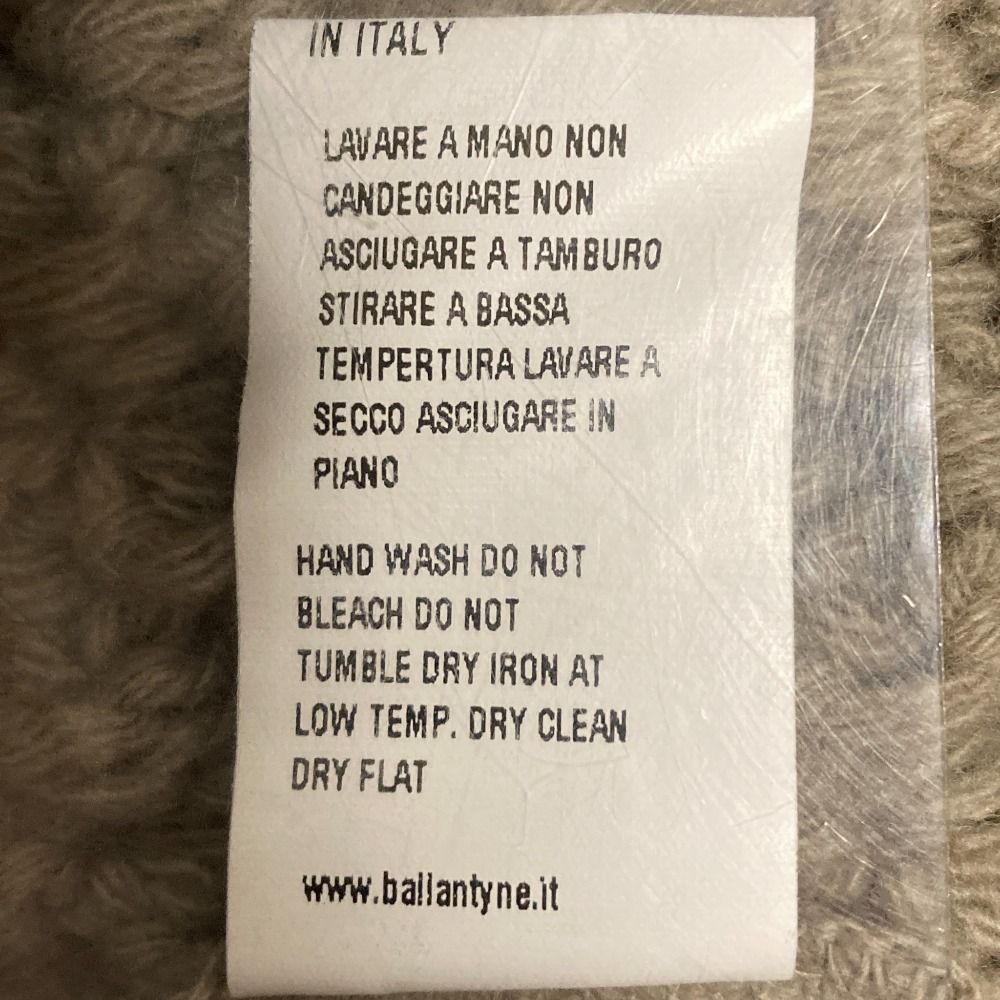 IN ITALY
LAVARE A MANO NON
CANDEGGIARE NON
ASCIUGARE A TAMBURO
STIRARE A BASSA
TEMPERTURA LAVARE A
SECCO ASCIUGARE IN
PIANO
HAND WASH DO NOT
BLEACH DO NOT
TUMBLE DRY IRON AT
LOW TEMP. DRY CLEAN
DRY FLAT
www.ballantyne.it